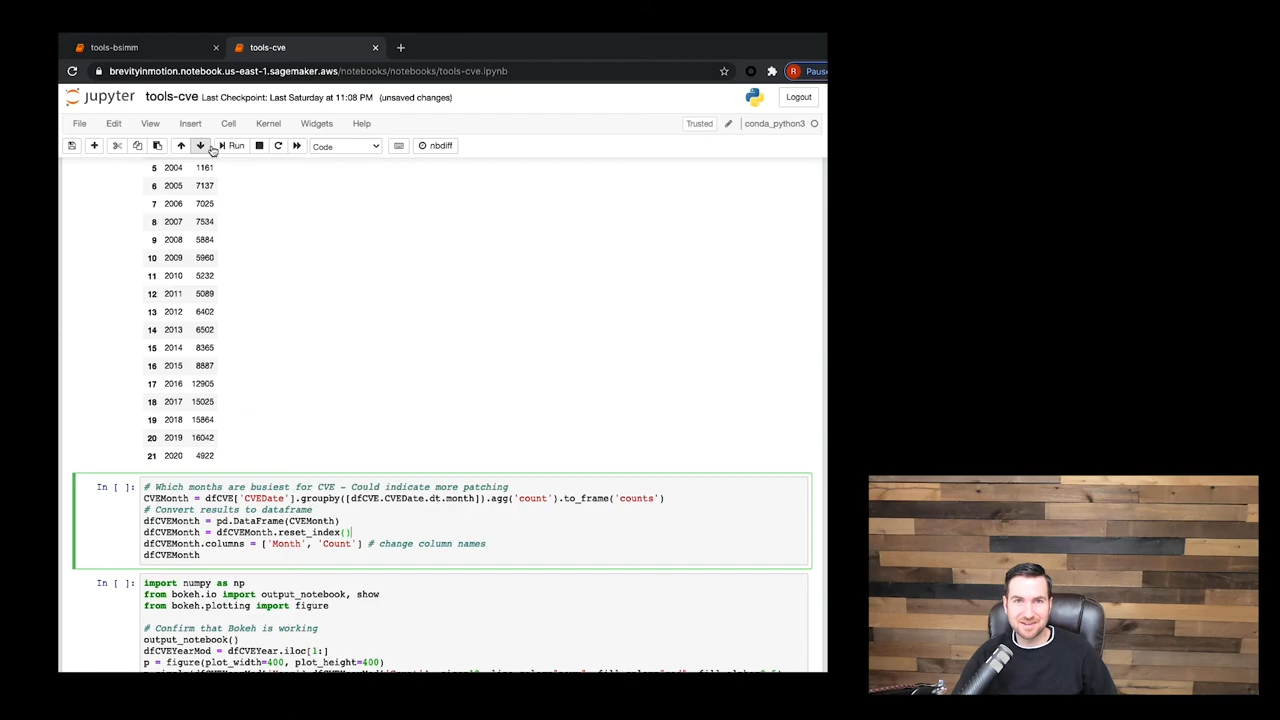 tools-bsimm
tools-cve
brevityinmotion.notebook.us-east-1.sagemaker.aws/notebooks/notebooks/tools-cve.ipynb
R Pause
jupyter tools-cve Last Checkpoint: Last Saturday at 11:08 PM (unsaved changes)
Logout
File Edit View Insert Cell Kernel Widgets Help
Trusted conda_python3
Run Code nbdiff
5 2004 1161
6 2005 7137
7 2006 7025
8 2007 7534
9 2008 5884
10 2009 5960
11 2010 5232
12 2011 5089
13 2012 6402
14 2013 6502
15 2014 8365
16 2015 8887
17 2016 12905
18 2017 15025
19 2018 15864
20 2019 16042
21 2020 4922
In [ ]: # Which months are busiest for CVE - Could indicate more patching
CVEMonth = dfCVE['CVEDate'].groupby([dfCVE.CVEDate.dt.month]).agg('count').to_frame('counts')
# Convert results to dataframe
dfCVEMonth = pd.DataFrame(CVEMonth)
dfCVEMonth = dfCVEMonth.reset_index()
dfCVEMonth.columns = ['Month', 'Count'] # change column names
dfCVEMonth
In [ ]: import numpy as np
from bokeh.io import output_notebook, show
from bokeh.plotting import figure
# Confirm that Bokeh is working
output_notebook()
dfCVEYearMod = dfCVEYear.iloc[1:]
p = figure(plot_width=400, plot_height=400)